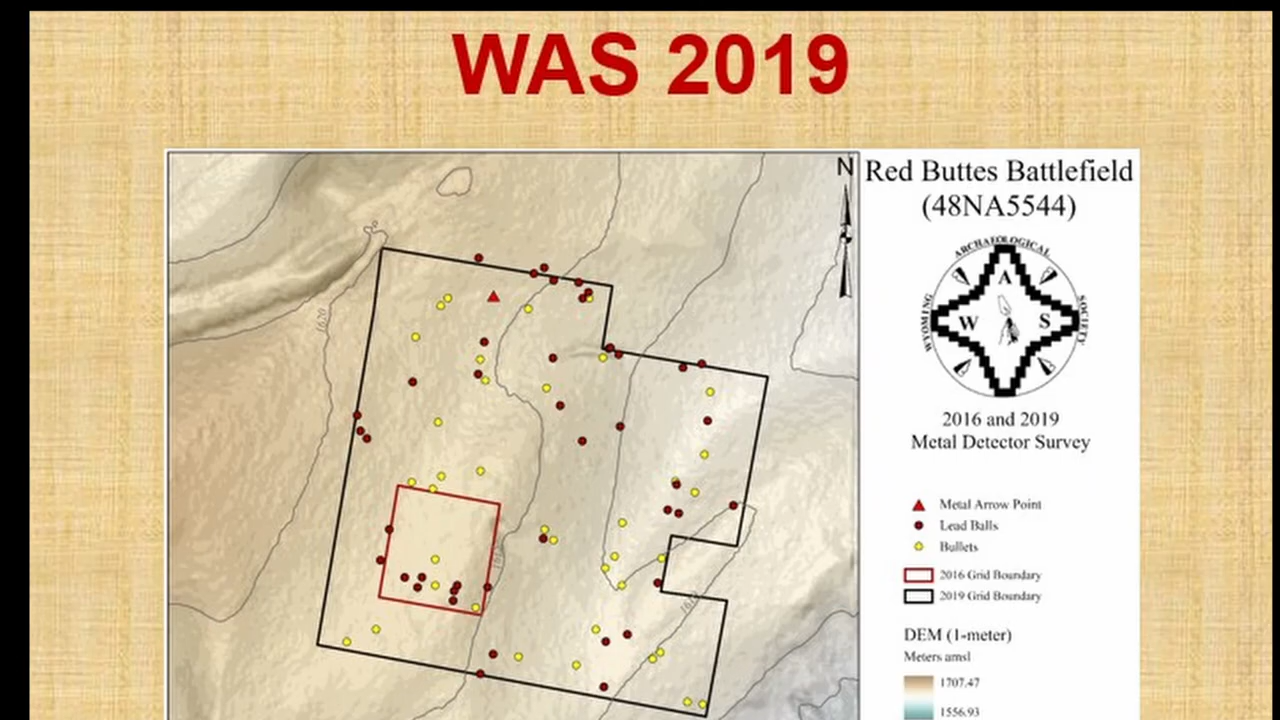 WAS 2019
N
Red Buttes Battlefield
(48NA5544)
ARCHAEOLOGICAL
WYOMING
SOCIETY
A
W S
2016 and 2019
Metal Detector Survey
Metal Arrow Point
Lead Balls
Bullets
2016 Grid Boundary
2019 Grid Boundary
DEM (1-meter)
Meters amsl
1707.47
1556.93
1620